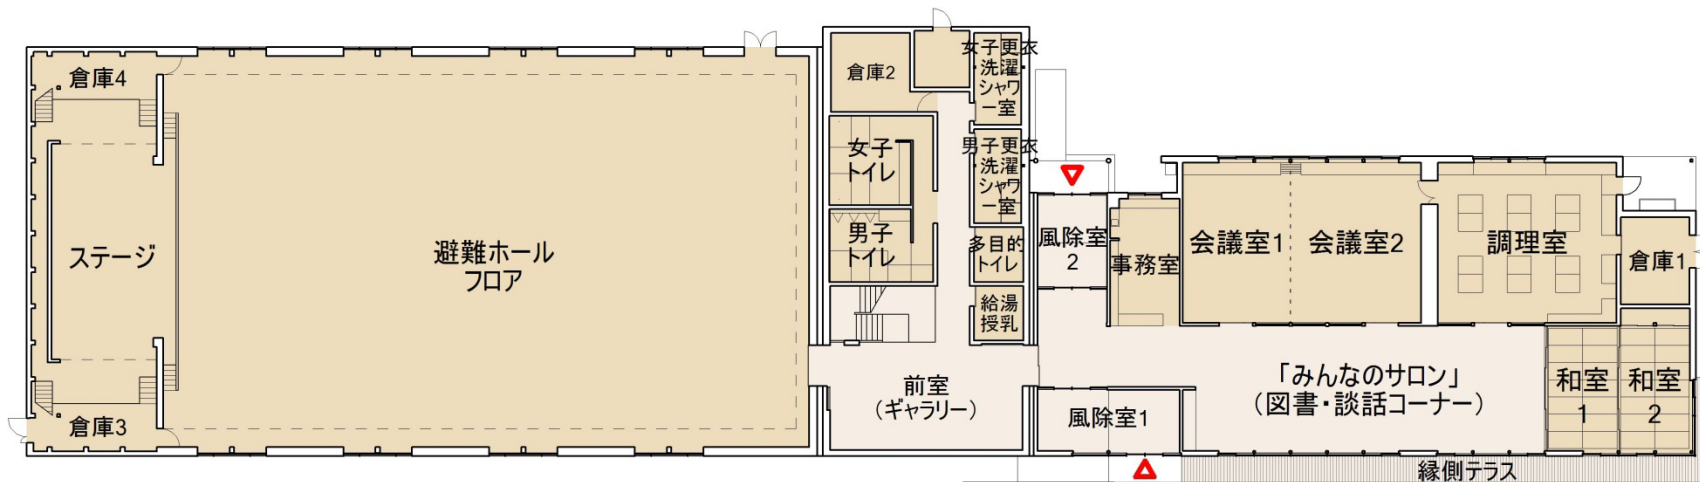 倉庫4
ステージ
倉庫3
避難ホール
フロア
倉庫2
女子
トイレ
男子
トイレ
女子更衣
洗濯
シャワ
ー室
男子更衣
洗濯
シャワ
ー室
多目的
トイレ
給湯
授乳
前室
（ギャラリー）
風除室
2
風除室1
事務室
会議室1
会議室2
調理室
倉庫1
「みんなのサロン」
（図書・談話コーナー）
和室
1
和室
2
縁側テラス